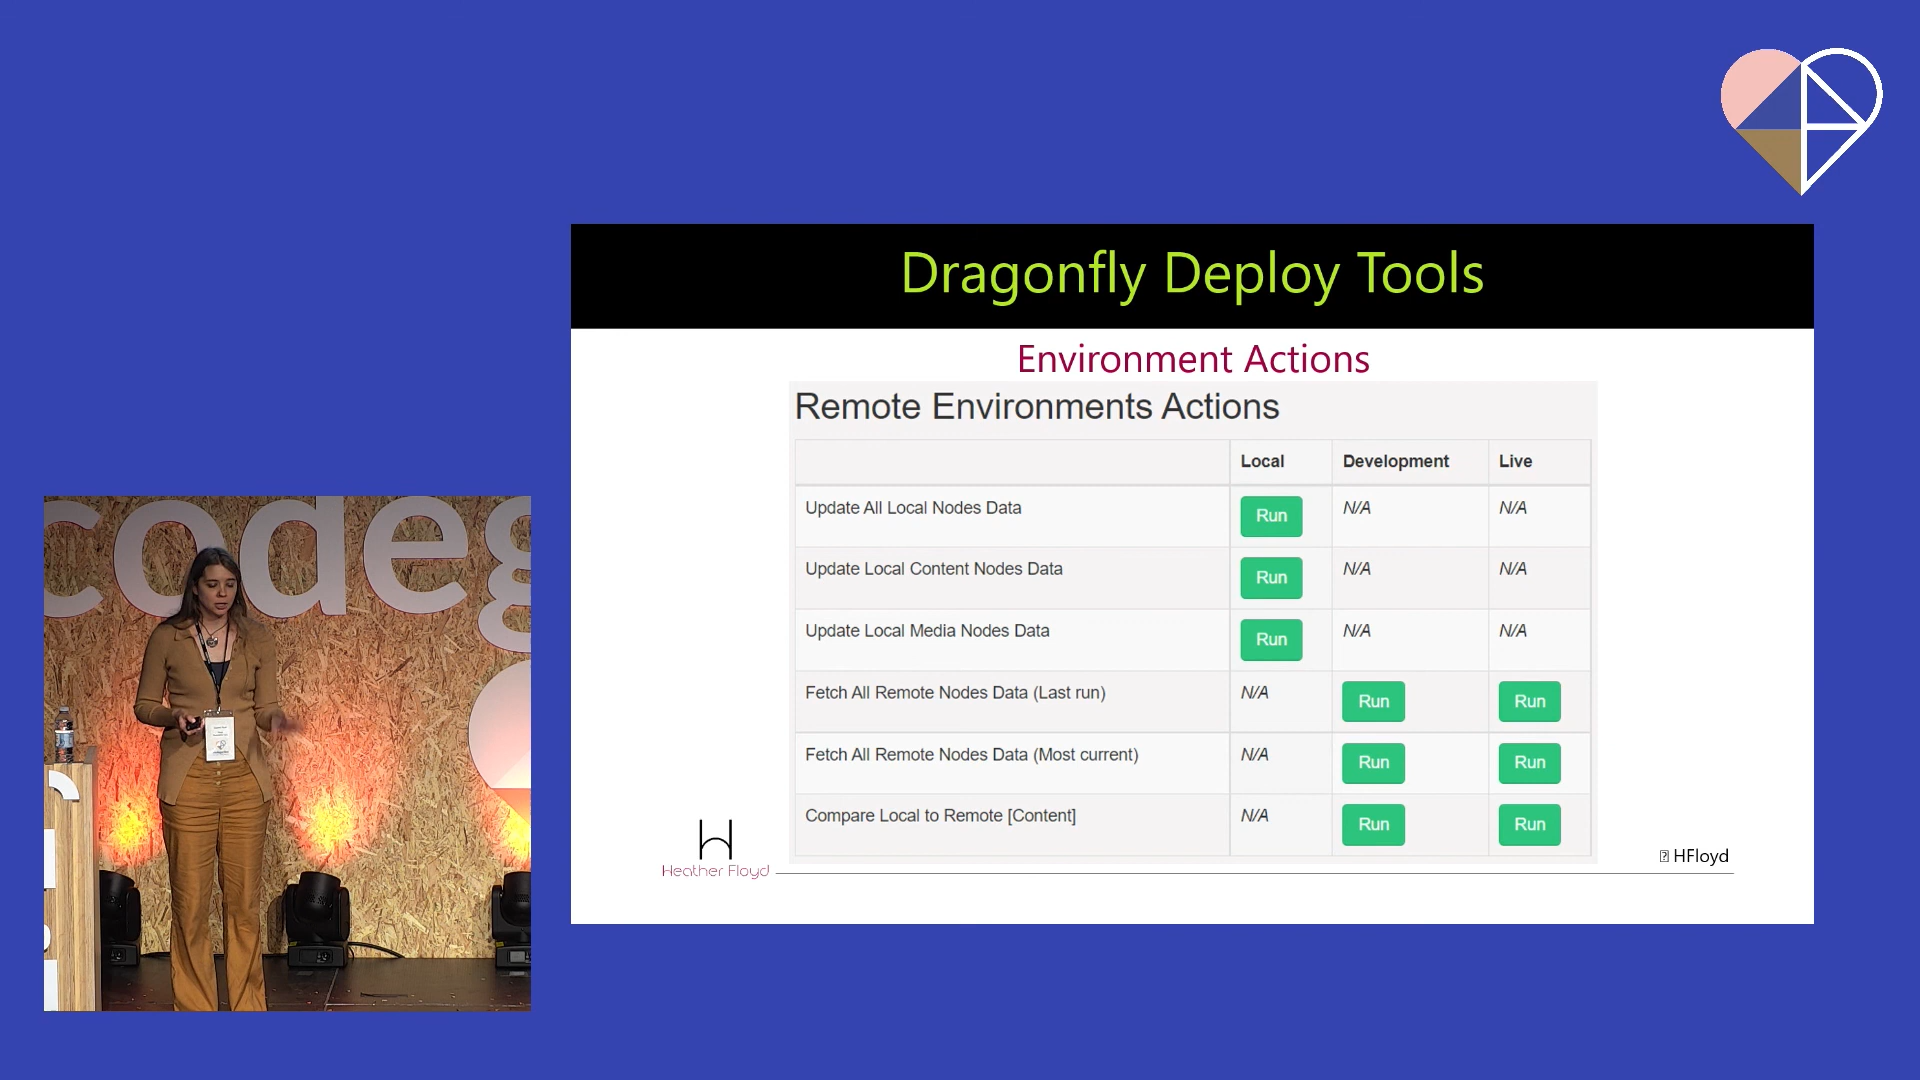 Dragonfly Deploy Tools
Environment Actions
Remote Environments Actions
Local Development Live
Update All Local Nodes Data Run N/A N/A
Update Local Content Nodes Data Run N/A N/A
Update Local Media Nodes Data Run N/A N/A
Fetch All Remote Nodes Data (Last run) N/A Run Run
Fetch All Remote Nodes Data (Most current) N/A Run Run
Compare Local to Remote [Content] N/A Run Run
H
Heather Floyd
HFloyd
codeg